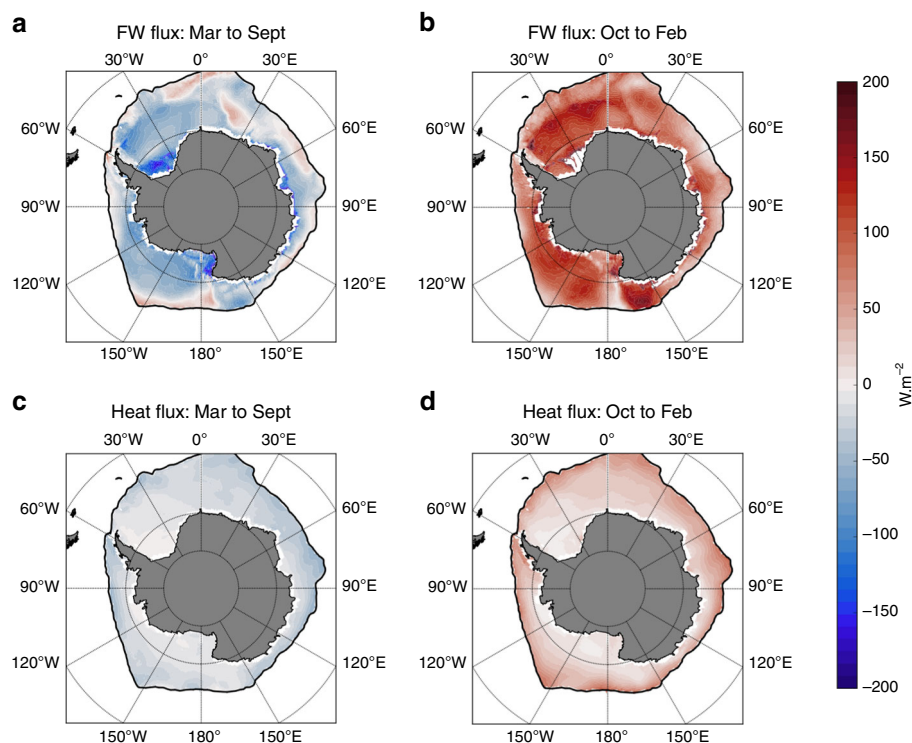 a
b
FW flux: Mar to Sept
FW flux: Oct to Feb
30°W 0° 30°E
30°W 0° 30°E
60°W 60°E
60°W 60°E
90°W 90°E
90°W 90°E
120°W 120°E
120°W 120°E
150°W 180° 150°E
150°W 180° 150°E
c
d
Heat flux: Mar to Sept
Heat flux: Oct to Feb
30°W 0° 30°E
30°W 0° 30°E
60°W 60°E
60°W 60°E
90°W 90°E
90°W 90°E
120°W 120°E
120°W 120°E
150°W 180° 150°E
150°W 180° 150°E
200
150
100
50
0
−50
−100
−150
−200
W.m⁻²